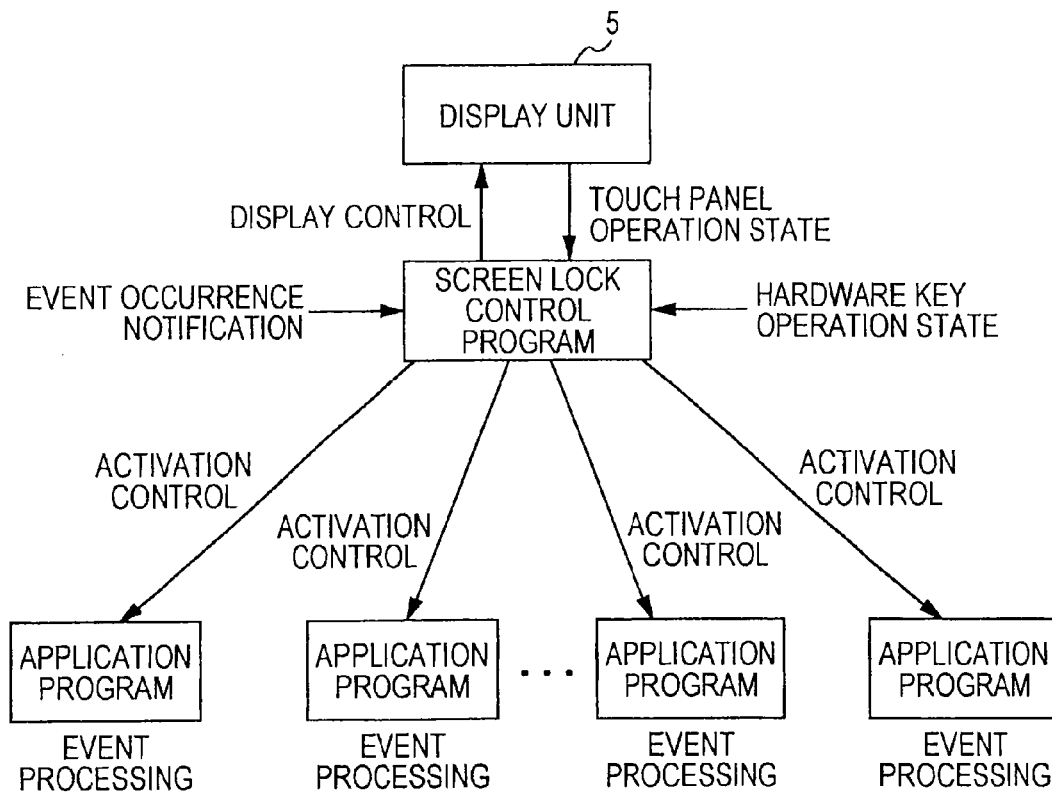 5
DISPLAY UNIT
DISPLAY CONTROL
TOUCH PANEL
OPERATION STATE
EVENT OCCURRENCE
NOTIFICATION
SCREEN LOCK
CONTROL
PROGRAM
HARDWARE KEY
OPERATION STATE
ACTIVATION
CONTROL
ACTIVATION
CONTROL
ACTIVATION
CONTROL
ACTIVATION
CONTROL
APPLICATION
PROGRAM
APPLICATION
PROGRAM
...
APPLICATION
PROGRAM
APPLICATION
PROGRAM
EVENT
PROCESSING
EVENT
PROCESSING
EVENT
PROCESSING
EVENT
PROCESSING